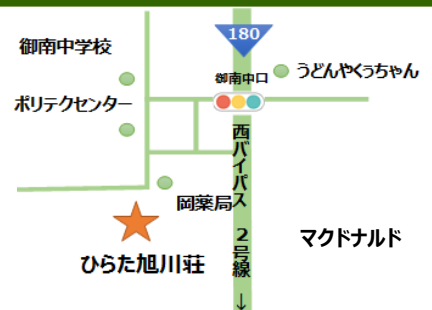 180
御南中学校
御南中口
うどんやくぅちゃん
ポリテクセンター
西バイパス 2号線 ↓
岡薬局
マクドナルド
ひらた旭川荘